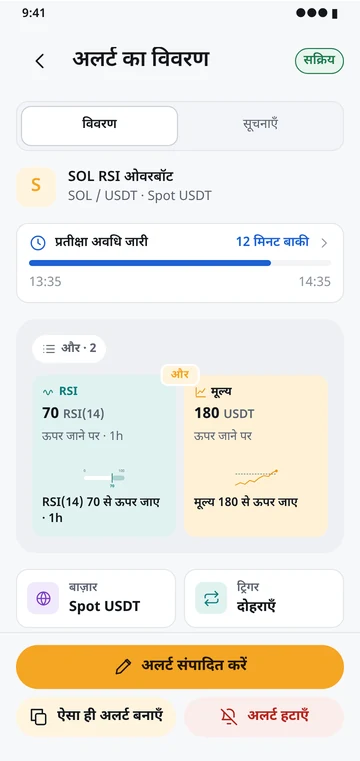 9:41
अलर्ट का विवरण
सक्रिय
विवरण
सूचनाएँ
S
SOL RSI ओवरबॉट
SOL / USDT · Spot USDT
प्रतीक्षा अवधि जारी
12 मिनट बाकी
13:35
14:35
और · 2
और
RSI
70 RSI(14)
ऊपर जाने पर · 1h
RSI(14) 70 से ऊपर जाए
· 1h
मूल्य
180 USDT
ऊपर जाने पर
मूल्य 180 से ऊपर जाए
बाज़ार
Spot USDT
ट्रिगर
दोहराएँ
अलर्ट संपादित करें
ऐसा ही अलर्ट बनाएँ
अलर्ट हटाएँ